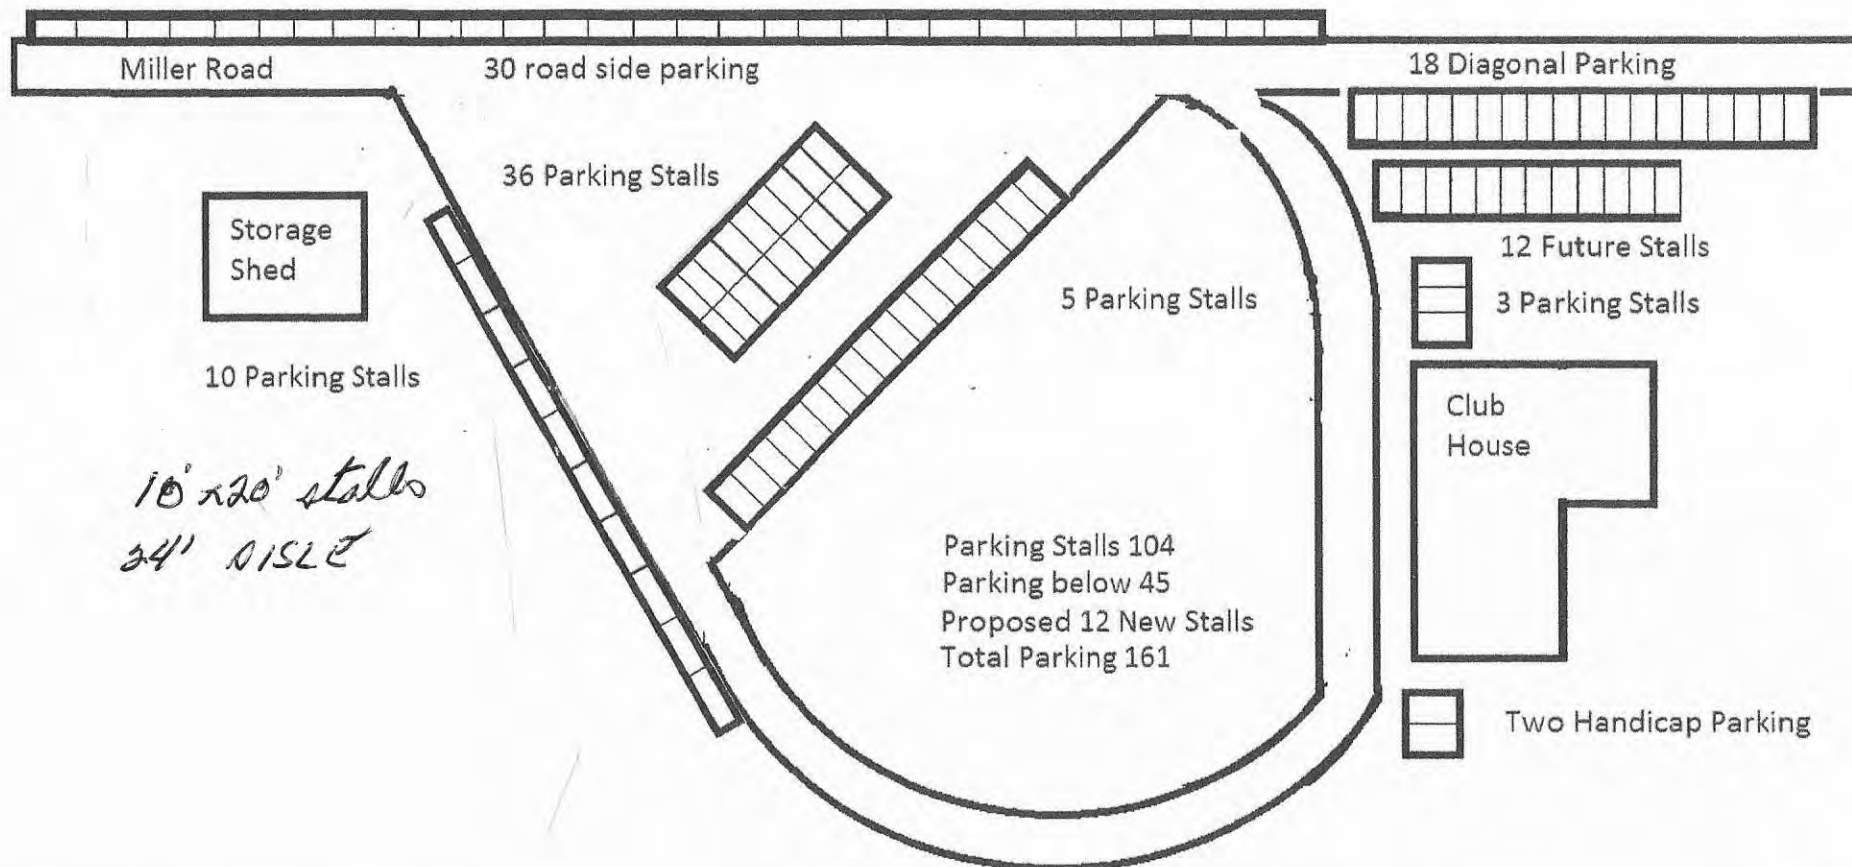 Miller Road
30 road side parking
18 Diagonal Parking
36 Parking Stalls
Storage
Shed
12 Future Stalls
5 Parking Stalls
3 Parking Stalls
10 Parking Stalls
Club
House
10' x 20' stalls
24' AISLE
Parking Stalls 104
Parking below 45
Proposed 12 New Stalls
Total Parking 161
Two Handicap Parking